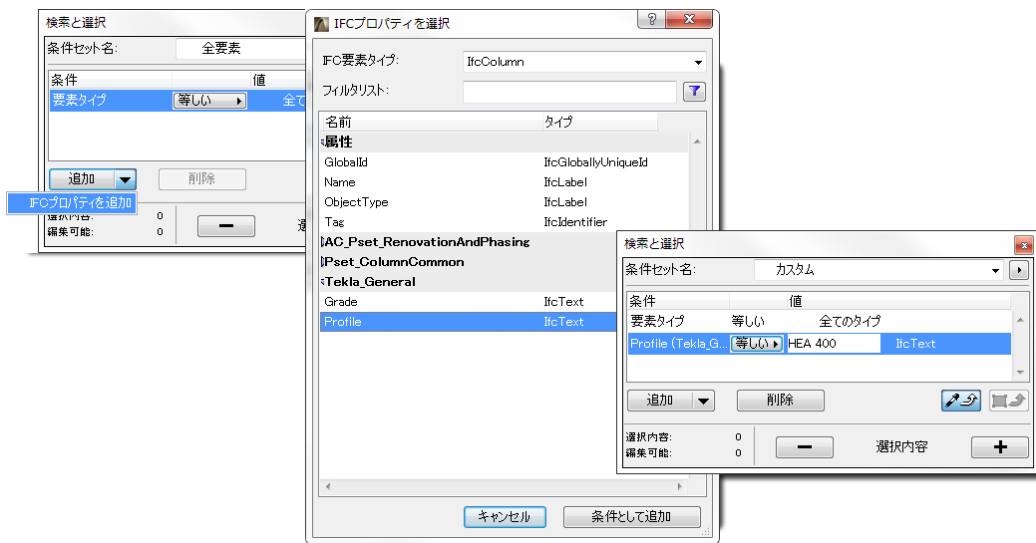 検索と選択
条件セット名: 全要素
条件 値
要素タイプ 等しい 全て
追加 削除
IFCプロパティを追加
選択内容: 0
編集可能: 0
IFCプロパティを選択
IFC要素タイプ: IfcColumn
フィルタリスト:
名前 タイプ
属性
GlobalId IfcGloballyUniqueId
Name IfcLabel
ObjectType IfcLabel
Tag IfcIdentifier
AC_Pset_RenovationAndPhasing
Pset_ColumnCommon
Tekla_General
Grade IfcText
Profile IfcText
キャンセル 条件として追加
検索と選択
条件セット名: カスタム
条件 値
要素タイプ 等しい 全てのタイプ
Profile (Tekla_G... 等しい HEA 400 IfcText
追加 削除
選択内容: 0
編集可能: 0
選択内容